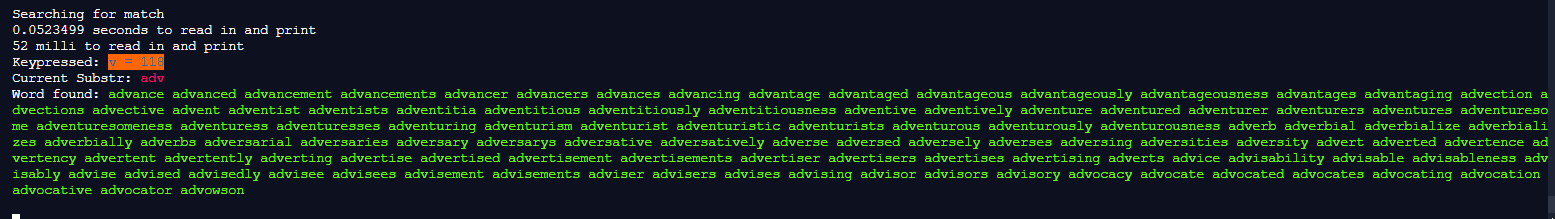 Searching for match
0.0523499 seconds to read in and print
52 milli to read in and print
Keypressed: v = 118
Current Substr: adv
Word found: advance advanced advancement advancements advancer advancers advances advancing advantage advantaged advantageous advantageously advantageousness advantages advantaging advection a
dvections advective advent adventist adventists adventitia adventitious adventitiously adventitiousness adventive adventively adventure adventured adventurer adventurers adventures adventureso
me adventuresomeness adventuress adventuresses adventuring adventurism adventurist adventuristic adventurists adventurous adventurously adventurousness adverb adverbial adverbialize adverbiali
zes adverbially adverbs adversarial adversaries adversary adversarys adversative adversatively adverse adversed adversely adverses adversing adversities adversity advert adverted advertence ad
vertency advertent advertently adverting advertise advertised advertisement advertisements advertiser advertisers advertises advertising adverts advice advisability advisable advisableness adv
isably advise advised advisedly advisee advisees advisement advisements adviser advisers advises advising advisor advisors advisory advocacy advocate advocated advocates advocating advocation
advocative advocator advowson